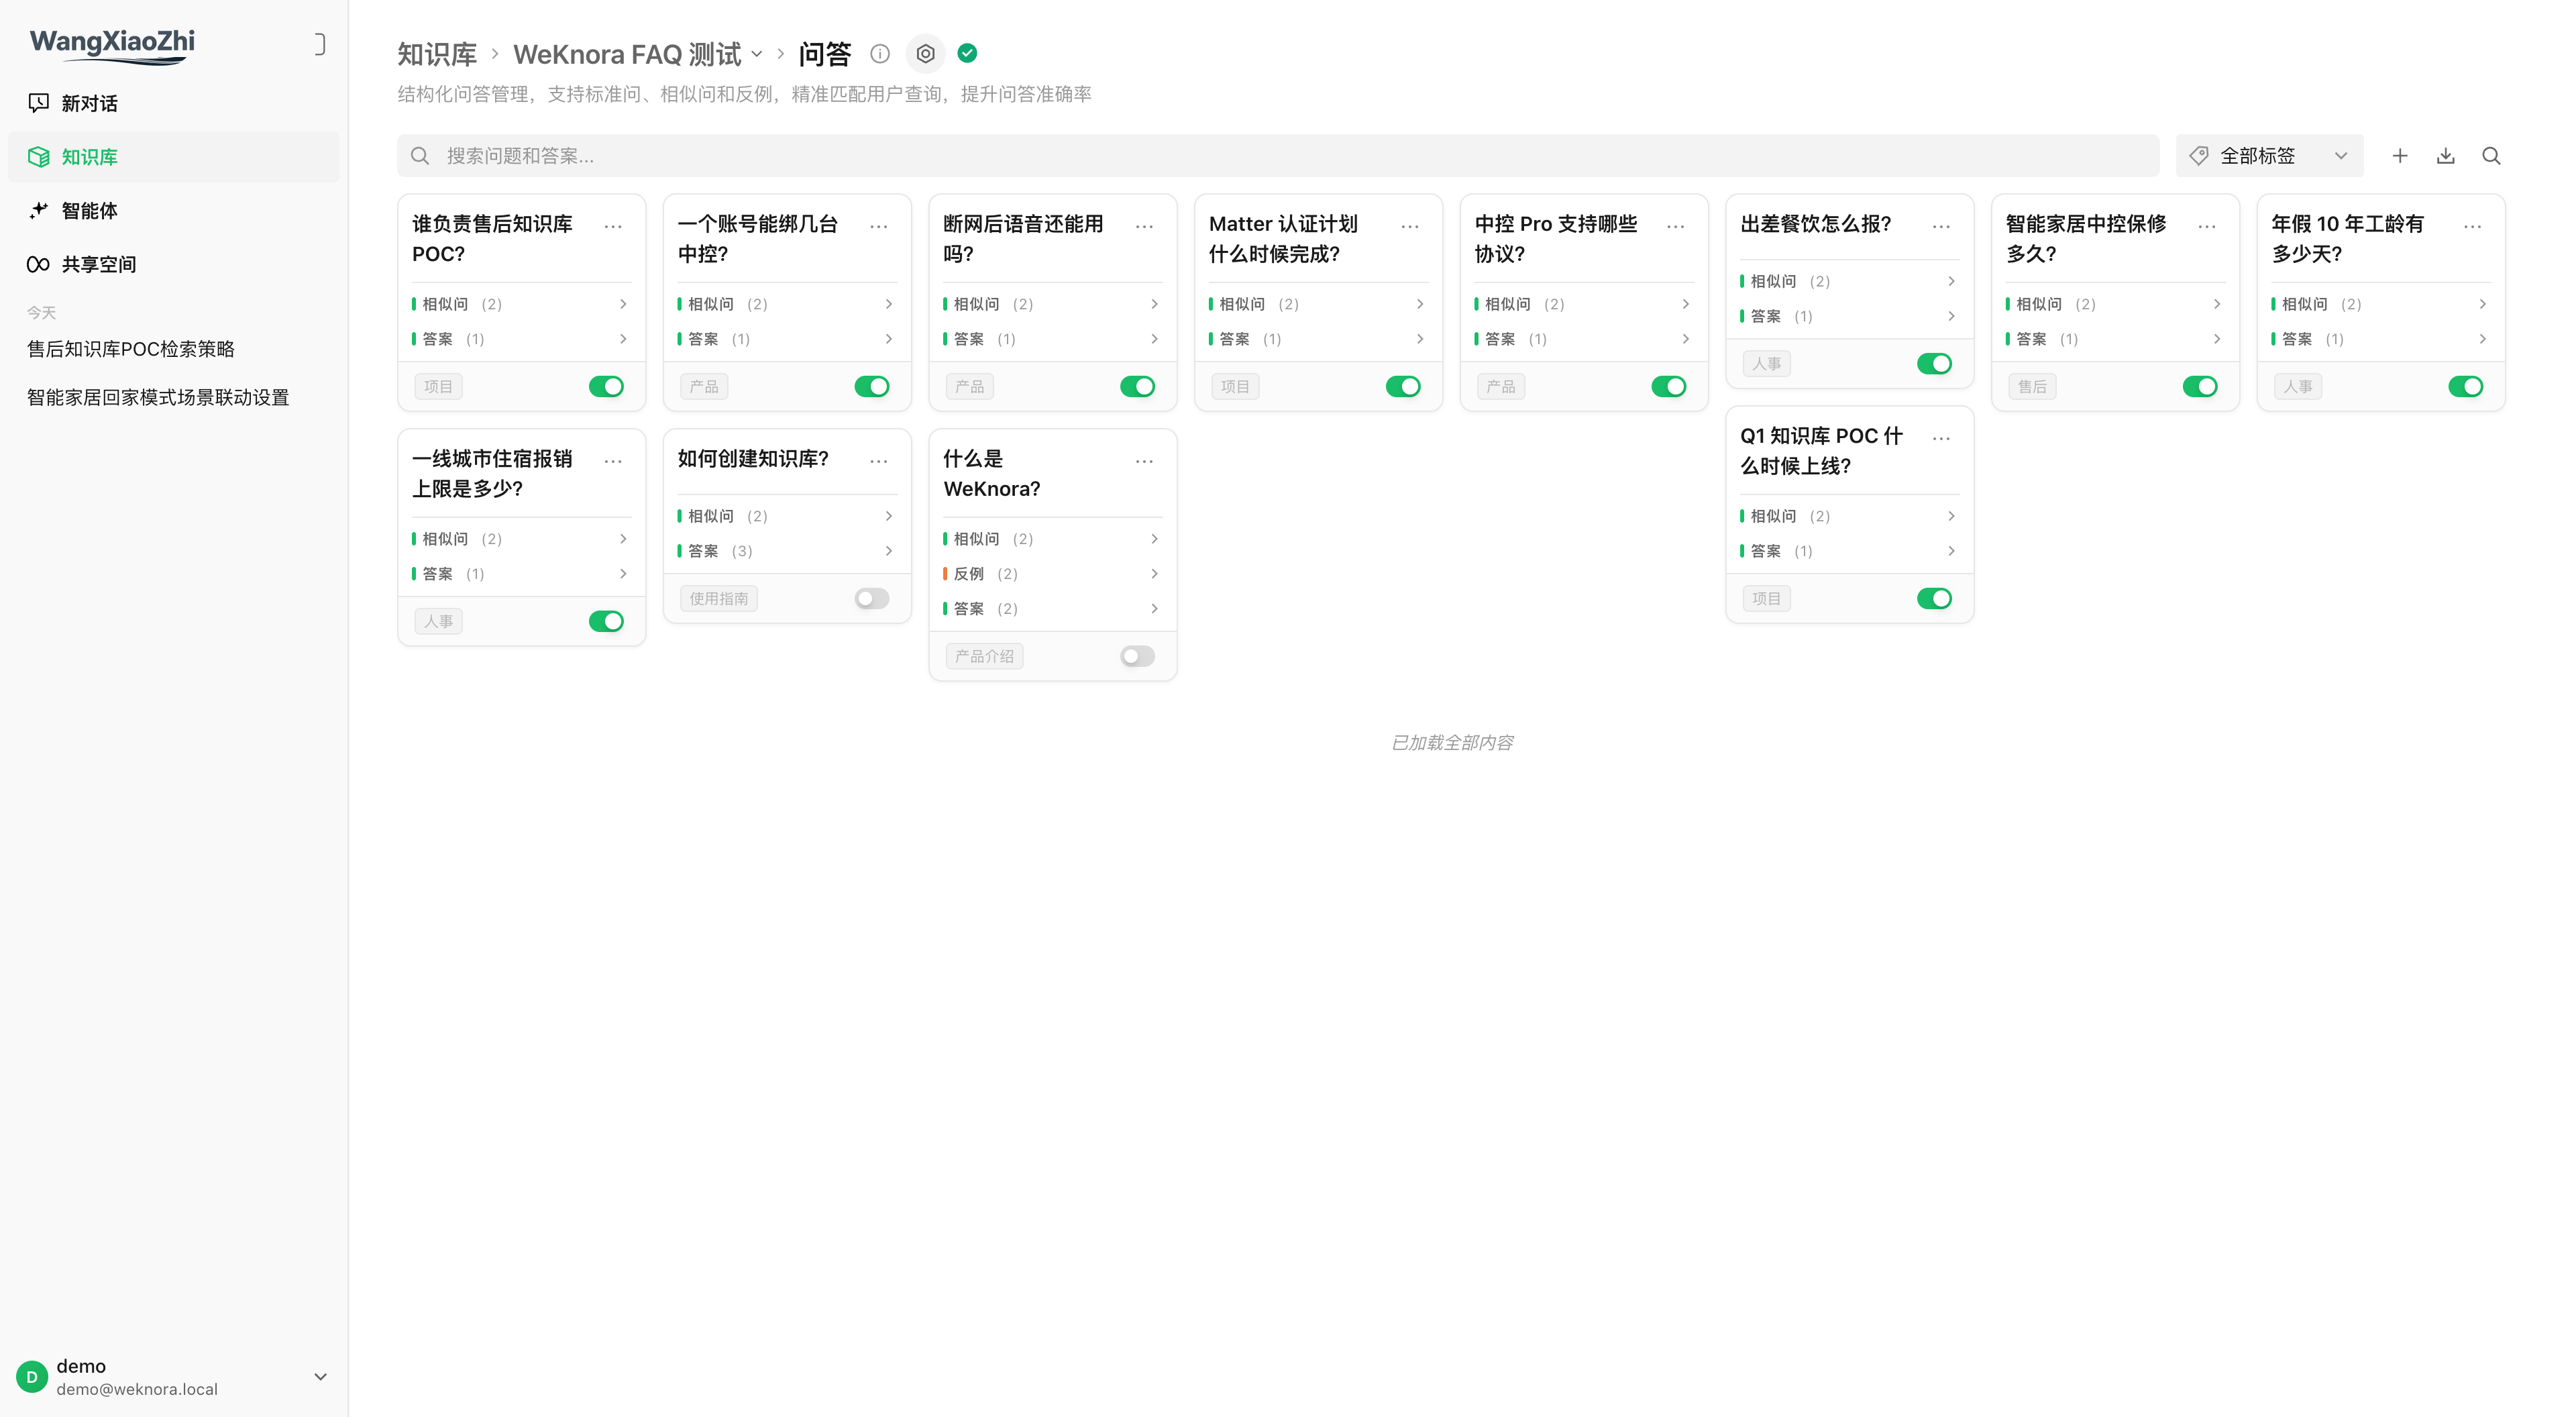 WangXiaoZhi
新对话
知识库
智能体
共享空间
今天
售后知识库POC检索策略
智能家居回家模式场景联动设置
D
demo
demo@weknora.local
知识库
WeKnora FAQ 测试
问答
结构化问答管理，支持标准问、相似问和反例，精准匹配用户查询，提升问答准确率
搜索问题和答案...
全部标签
谁负责售后知识库
POC?
相似问 (2)
答案 (1)
项目
一个账号能绑几台
中控?
相似问 (2)
答案 (1)
产品
断网后语音还能用
吗?
相似问 (2)
答案 (1)
产品
Matter 认证计划
什么时候完成?
相似问 (2)
答案 (1)
项目
中控 Pro 支持哪些
协议?
相似问 (2)
答案 (1)
产品
出差餐饮怎么报?
相似问 (2)
答案 (1)
人事
智能家居中控保修
多久?
相似问 (2)
答案 (1)
售后
年假 10 年工龄有
多少天?
相似问 (2)
答案 (1)
人事
一线城市住宿报销
上限是多少?
相似问 (2)
答案 (1)
人事
如何创建知识库?
相似问 (2)
答案 (3)
使用指南
什么是
WeKnora?
相似问 (2)
反例 (2)
答案 (2)
产品介绍
Q1 知识库 POC 什
么时候上线?
相似问 (2)
答案 (1)
项目
已加载全部内容